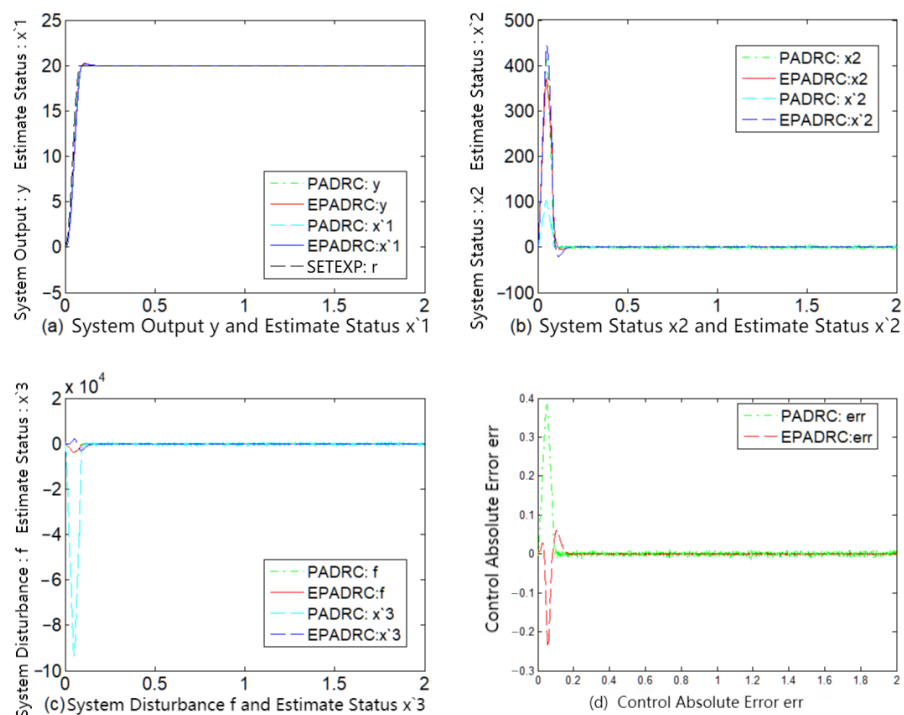 System Output : y Estimate Status : x`1
25
20
15
10
5
0
−5
0 0.5 1 1.5 2
PADRC: y
EPADRC:y
PADRC: x`1
EPADRC:x`1
SETEXP: r
(a) System Output y and Estimate Status x`1
System Status : x2 Estimate Status : x`2
500
400
300
200
100
0
−100
0 0.5 1 1.5 2
PADRC: x2
EPADRC:x2
PADRC: x`2
EPADRC:x`2
(b) System Status x2 and Estimate Status x`2
System Disturbance : f Estimate Status : x`3
x 10⁴
2
0
−2
−4
−6
−8
−10
0 0.5 1 1.5 2
PADRC: f
EPADRC:f
PADRC: x`3
EPADRC:x`3
(c)System Disturbance f and Estimate Status x`3
Control Absolute Error err
0.4
0.3
0.2
0.1
0
−0.1
−0.2
−0.3
0 0.2 0.4 0.6 0.8 1 1.2 1.4 1.6 1.8 2
PADRC: err
EPADRC:err
(d) Control Absolute Error err